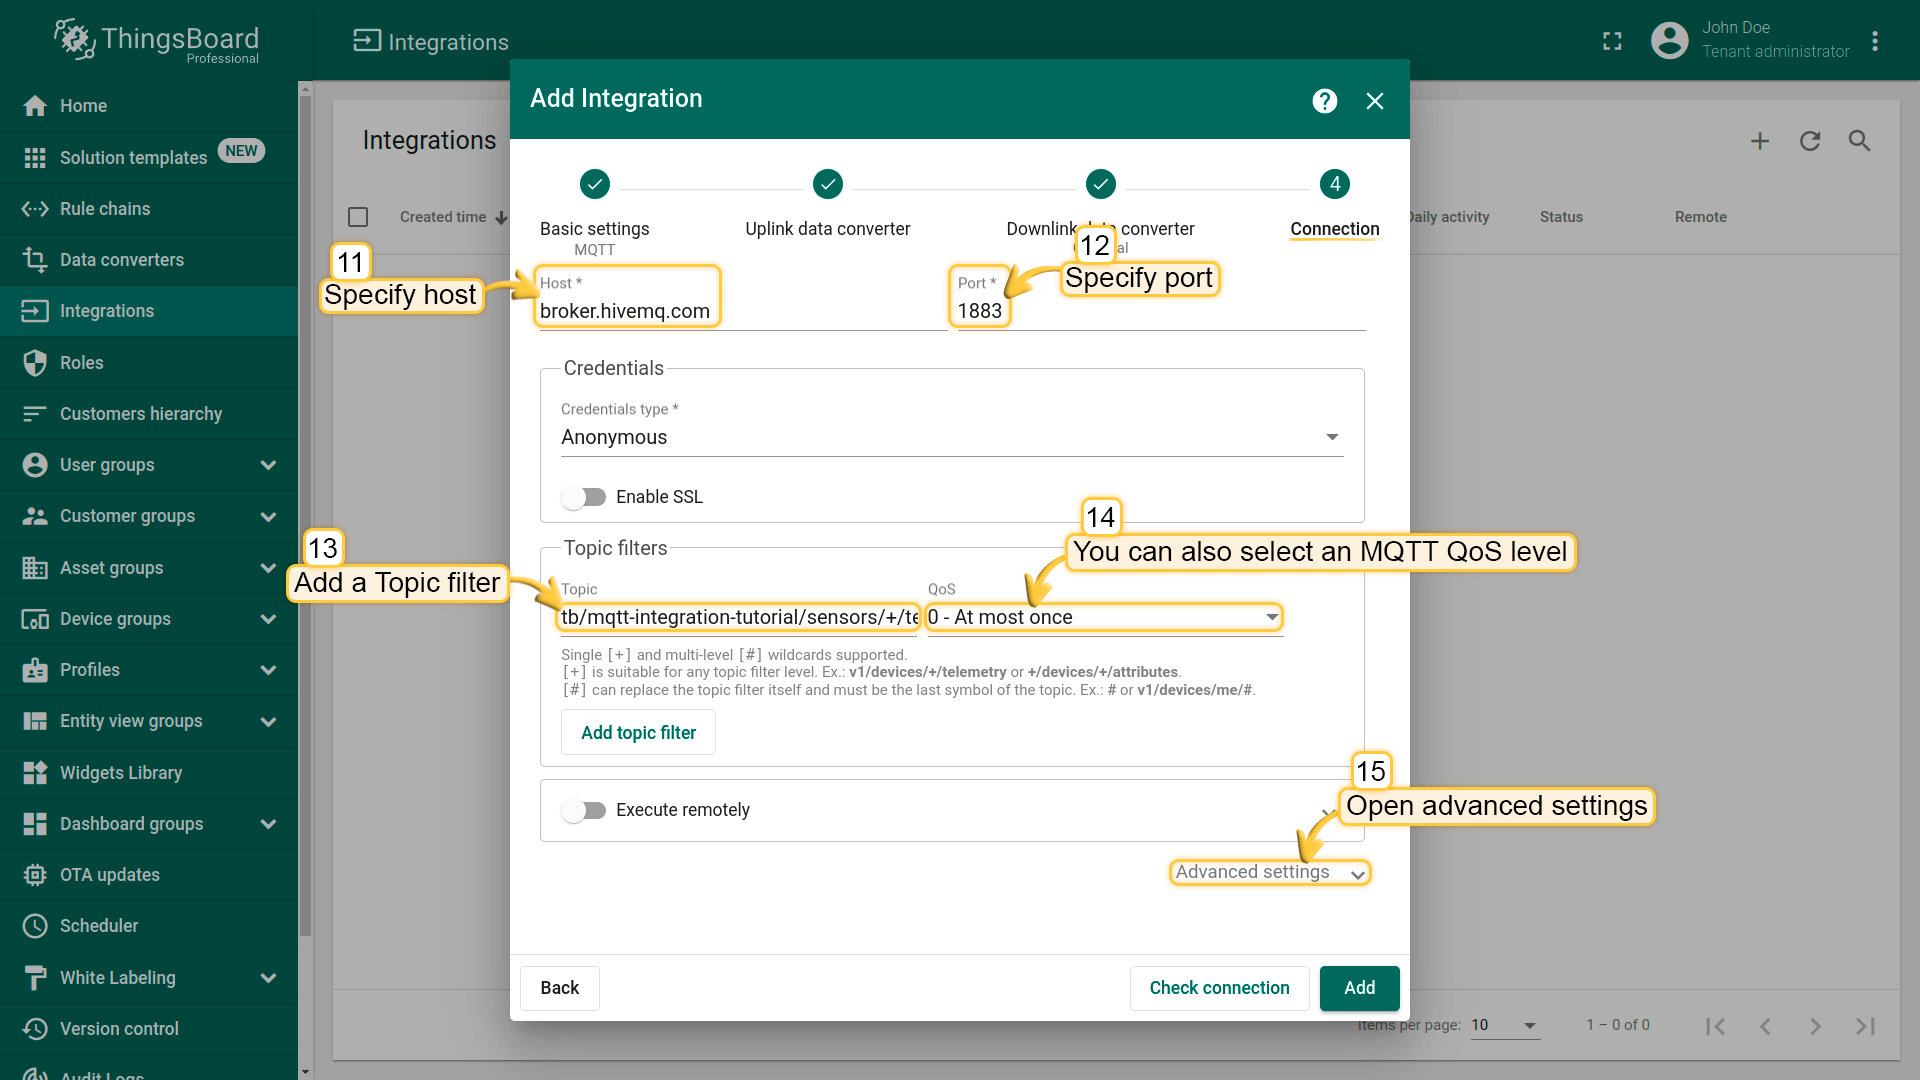 ThingsBoard
Professional
Integrations
John Doe
Tenant administrator
Home
Solution templates NEW
Rule chains
Data converters
Integrations
Roles
Customers hierarchy
User groups
Customer groups
Asset groups
Device groups
Profiles
Entity view groups
Widgets Library
Dashboard groups
OTA updates
Scheduler
White Labeling
Version control
Audit Logs
Integrations
Created time
Daily activity
Status
Remote
Add Integration
?
4
Basic settings
MQTT
Uplink data converter
Downlink data converter
Connection
11
Specify host
12
Specify port
Host *
broker.hivemq.com
Port *
1883
Credentials
Credentials type *
Anonymous
Enable SSL
13
Add a Topic filter
14
You can also select an MQTT QoS level
Topic filters
Topic
tb/mqtt-integration-tutorial/sensors/+/te
QoS
0 - At most once
Single [+] and multi-level [#] wildcards supported.
[+] is suitable for any topic filter level. Ex.: v1/devices/+/telemetry or +/devices/+/attributes.
[#] can replace the topic filter itself and must be the last symbol of the topic. Ex.: # or v1/devices/me/#.
Add topic filter
Execute remotely
15
Open advanced settings
Advanced settings
Back
Check connection
Add
Items per page: 10
1 – 0 of 0